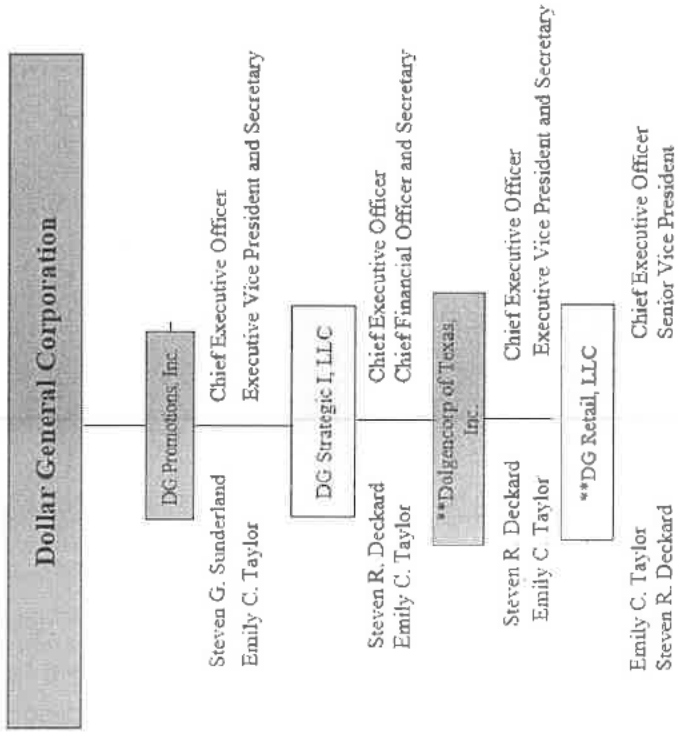 Dollar General Corporation
DG Promotions, Inc.
Steven G. Sunderland Chief Executive Officer
Emily C. Taylor Executive Vice President and Secretary
DG Strategic I, LLC
Steven R. Deckard Chief Executive Officer
Emily C. Taylor Chief Financial Officer and Secretary
**Dolgencorp of Texas,
Inc.
Steven R. Deckard Chief Executive Officer
Emily C. Taylor Executive Vice President and Secretary
**DG Retail, LLC
Emily C. Taylor Chief Executive Officer
Steven R. Deckard Senior Vice President